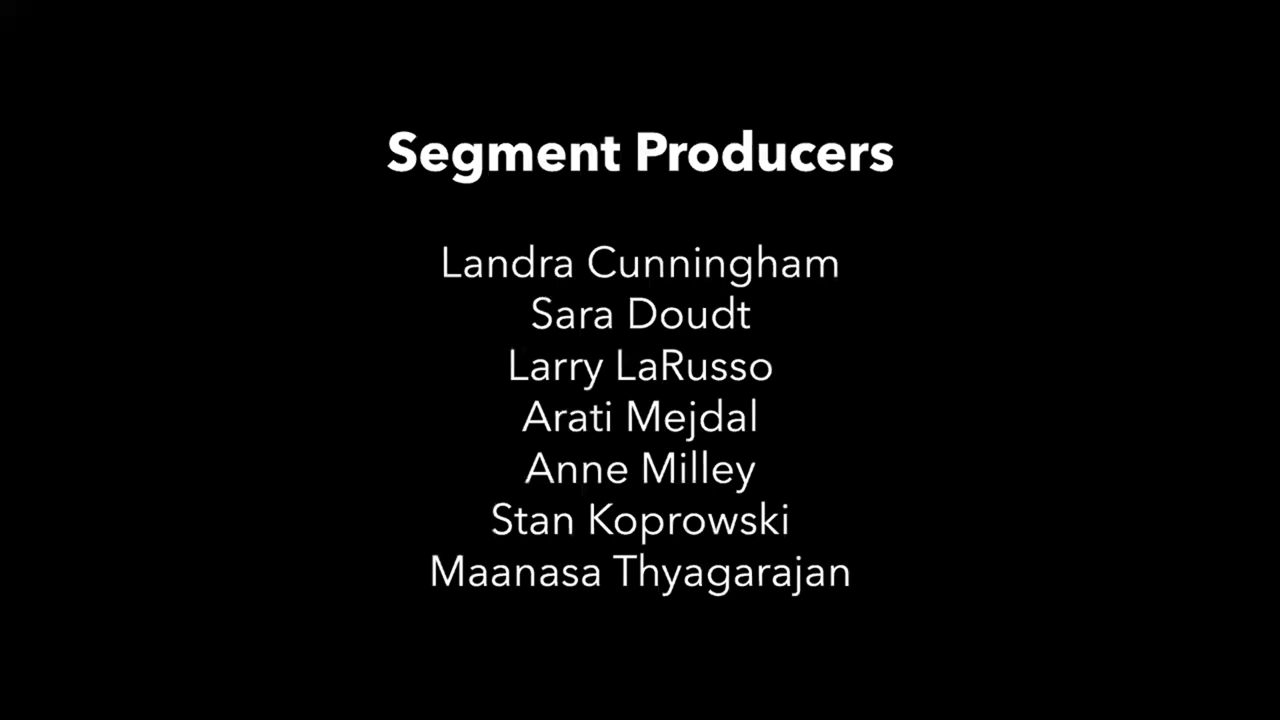 Segment Producers
Landra Cunningham
Sara Doudt
Larry LaRusso
Arati Mejdal
Anne Milley
Stan Koprowski
Maanasa Thyagarajan